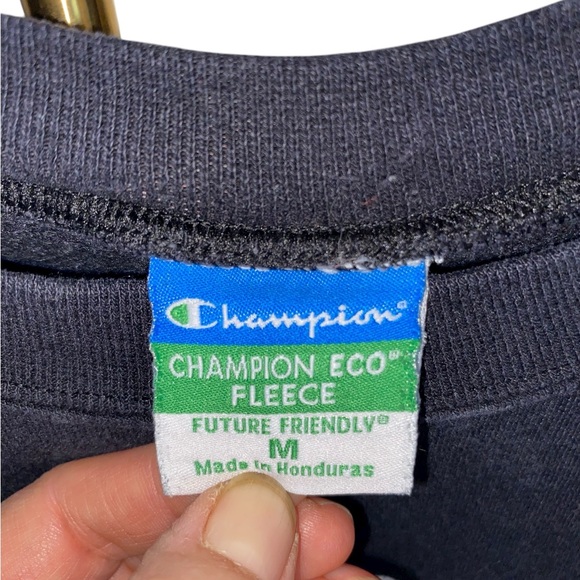 Champion®
CHAMPION ECO®
FLEECE
FUTURE FRIENDLY®
M
Made in Honduras